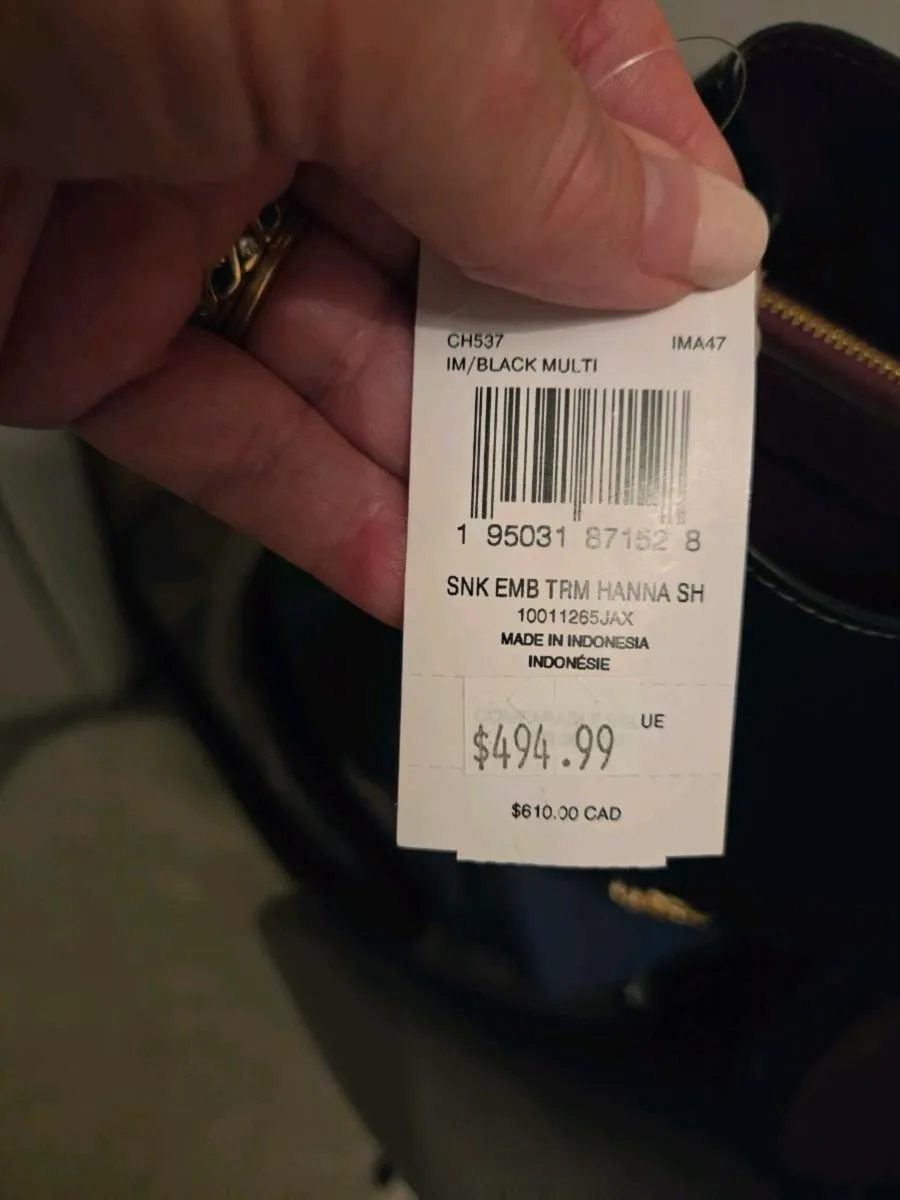 CH537 IMA47
IM/BLACK MULTI
1 95031 87152 8
SNK EMB TRM HANNA SH
10011265JAX
MADE IN INDONESIA
INDONÉSIE
UE
$494.99
$610.00 CAD